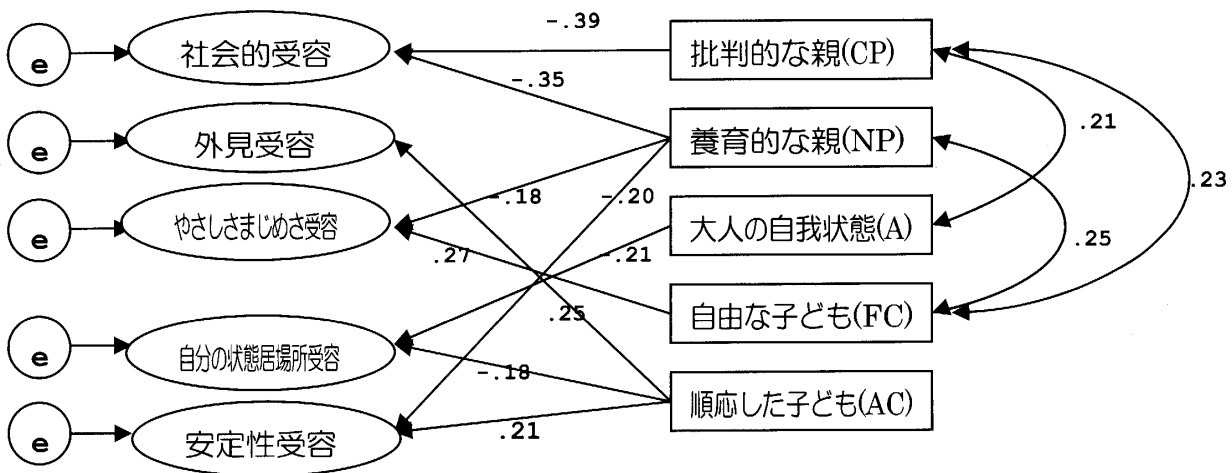 e
社会的受容
-.39
批判的な親(CP)
-.35
.21
e
外見受容
養育的な親(NP)
.23
-.18
-.20
e
やさしさまじめさ受容
大人の自我状態(A)
.25
.27
-.21
.25
自由な子ども(FC)
e
自分の状態居場所受容
-.18
順応した子ども(AC)
.21
e
安定性受容